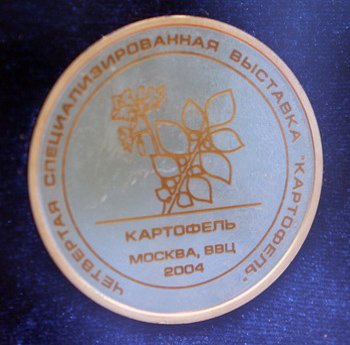 ЧЕТВЕРТАЯ СПЕЦИАЛИЗИРОВАННАЯ ВЫСТАВКА "КАРТОФЕЛЬ"
КАРТОФЕЛЬ
МОСКВА, ВВЦ
2004